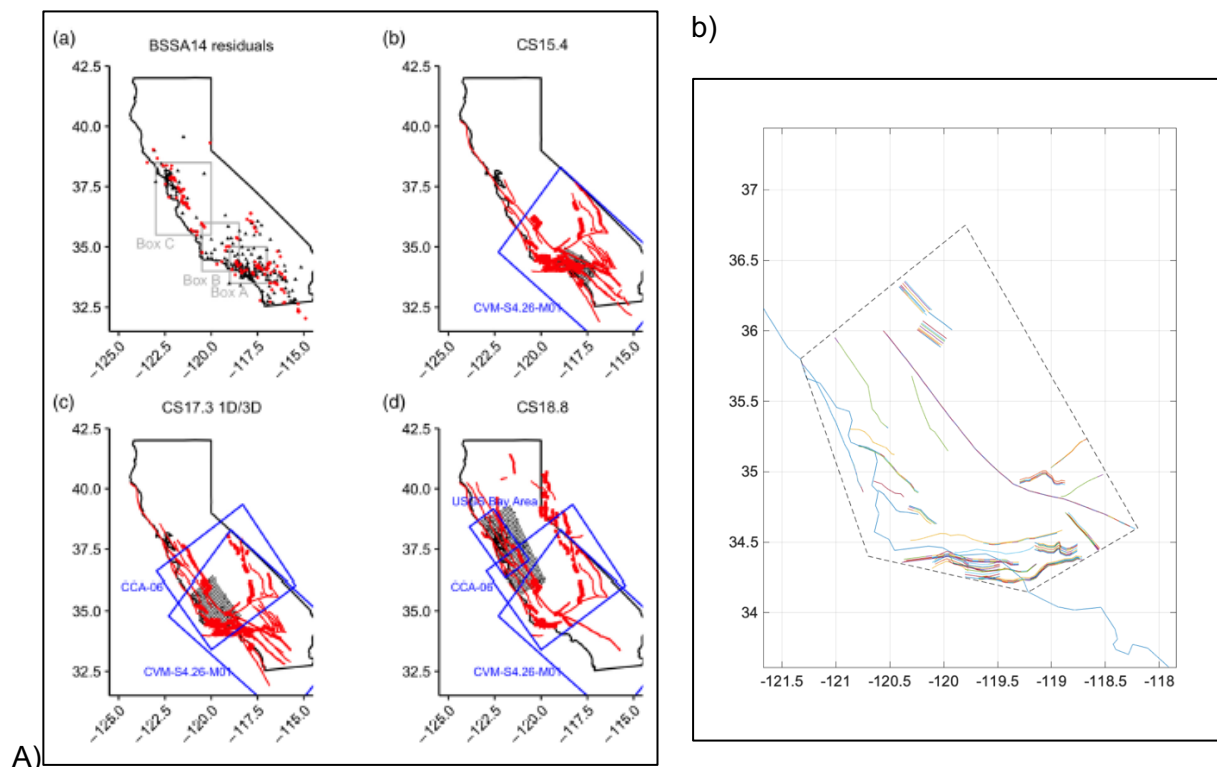 b)
(a)
BSSA14 residuals
42.5
40.0
37.5
35.0
32.5
Box C
Box B
Box A
−125.0
−122.5
−120.0
−117.5
−115.0
(b)
CS15.4
42.5
40.0
37.5
35.0
32.5
CVM-S4.26-M01
−125.0
−122.5
−120.0
−117.5
−115.0
(c)
CS17.3 1D/3D
42.5
40.0
37.5
35.0
32.5
CCA-06
CVM-S4.26-M01
−125.0
−122.5
−120.0
−117.5
−115.0
(d)
CS18.8
42.5
40.0
37.5
35.0
32.5
USGS Bay Area
CCA-06
CVM-S4.26-M01
−125.0
−122.5
−120.0
−117.5
−115.0
A)
37
36.5
36
35.5
35
34.5
34
-121.5 -121 -120.5 -120 -119.5 -119 -118.5 -118